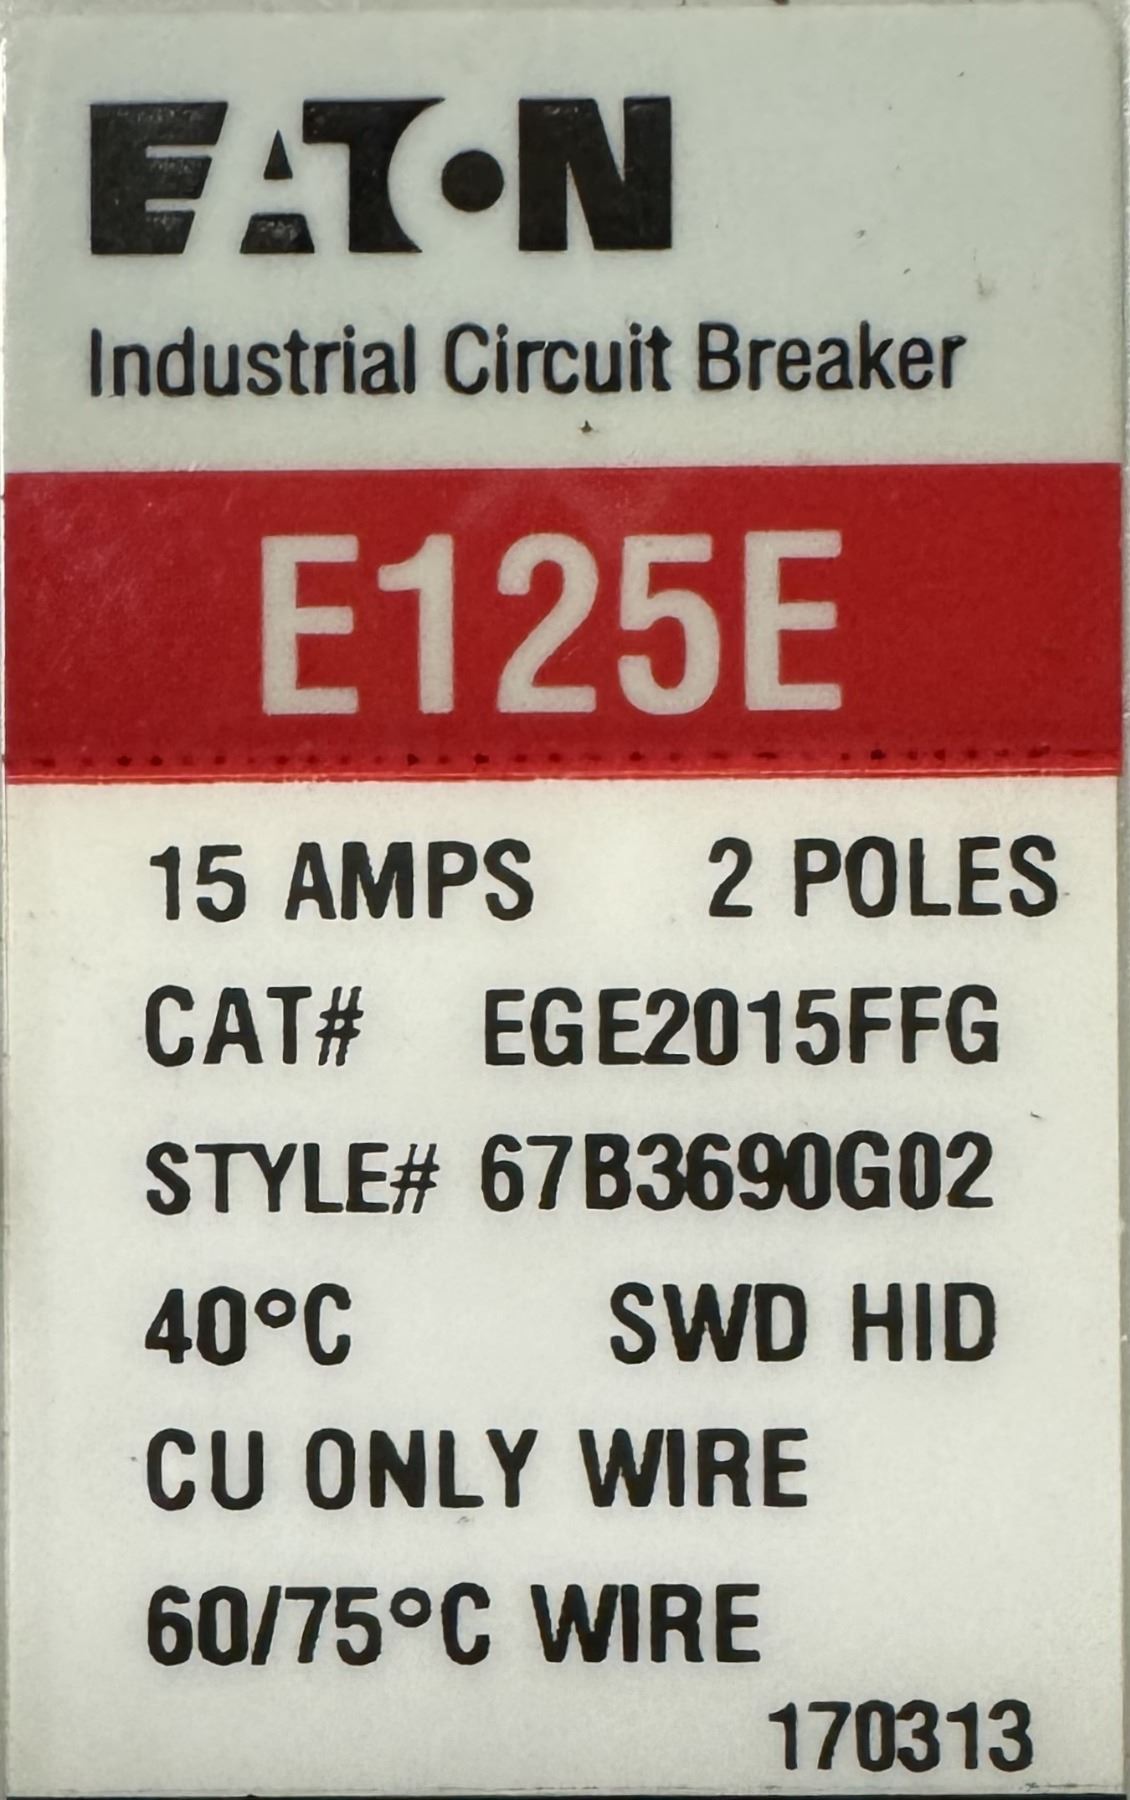 EATON
Industrial Circuit Breaker
E125E
15 AMPS 2 POLES
CAT# EGE2015FFG
STYLE# 67B3690G02
40°C SWD HID
CU ONLY WIRE
60/75°C WIRE
170313